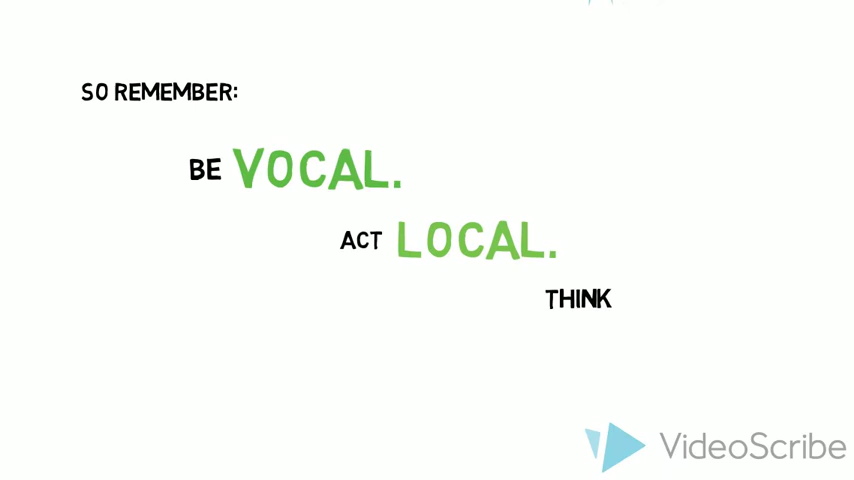 SO REMEMBER:
BE VOCAL.
ACT LOCAL.
THINK
VideoScribe